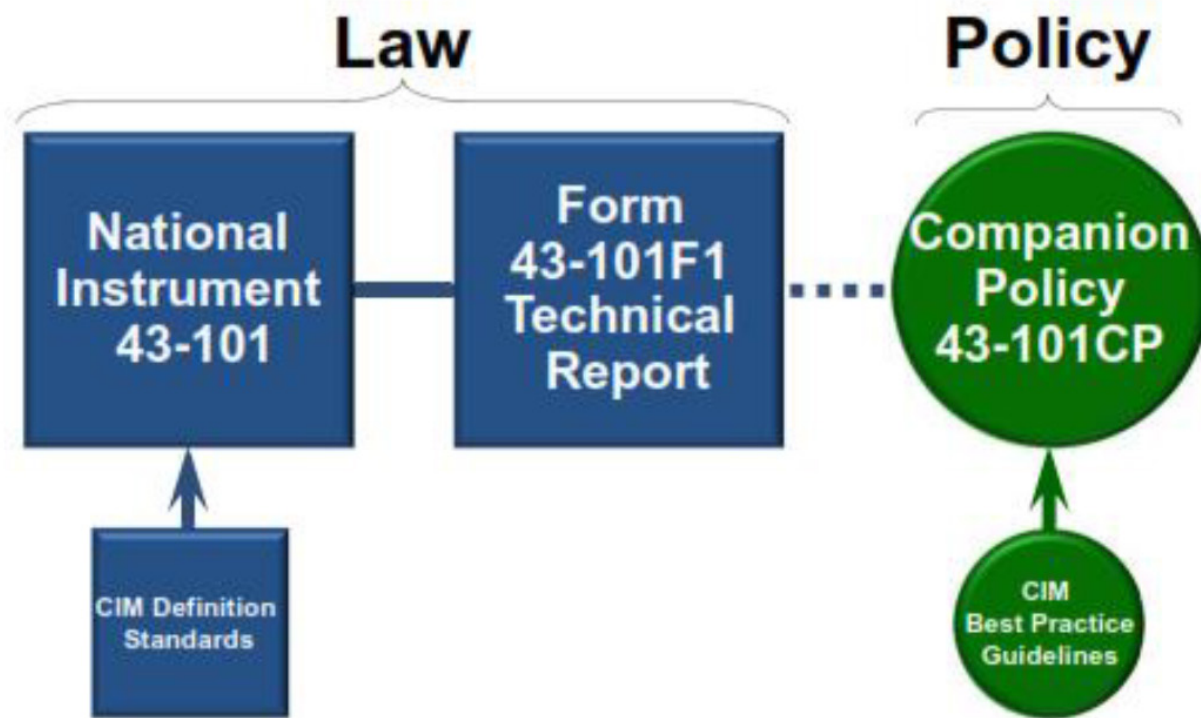 Law
Policy
National
Instrument
43-101
Form
43-101F1
Technical
Report
Companion
Policy
43-101CP
CIM Definition
Standards
CIM
Best Practice
Guidelines